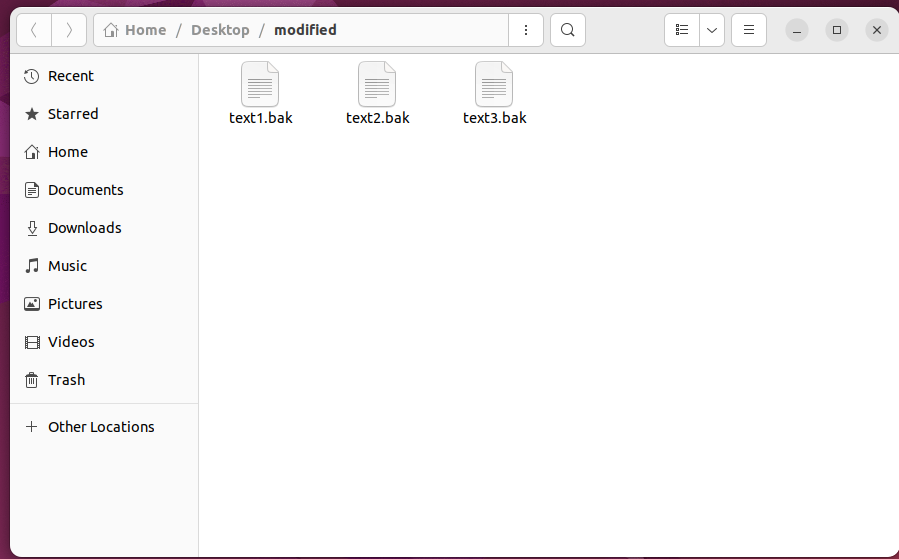 Home / Desktop / modified
Recent
Starred
Home
Documents
Downloads
Music
Pictures
Videos
Trash
Other Locations
text1.bak text2.bak text3.bak